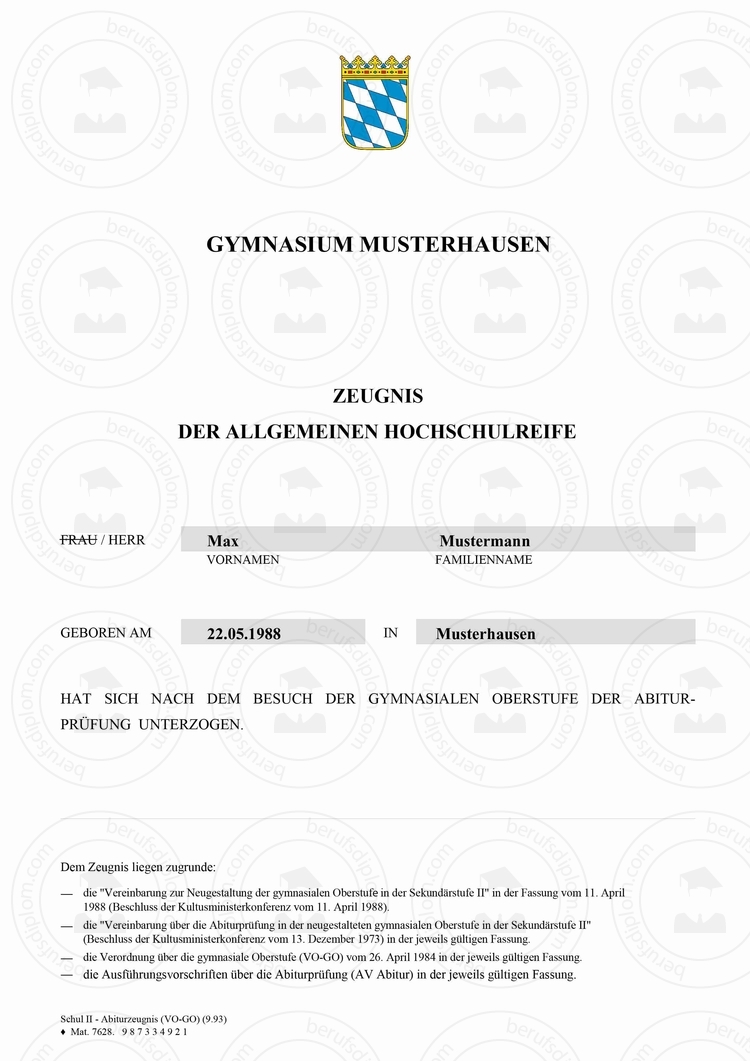 GYMNASIUM MUSTERHAUSEN
ZEUGNIS
DER ALLGEMEINEN HOCHSCHULREIFE
FRAU / HERR Max Mustermann
VORNAMEN FAMILIENNAME
GEBOREN AM 22.05.1988 IN Musterhausen
HAT SICH NACH DEM BESUCH DER GYMNASIALEN OBERSTUFE DER ABITUR-
PRÜFUNG UNTERZOGEN.
Dem Zeugnis liegen zugrunde:
— die "Vereinbarung zur Neugestaltung der gymnasialen Oberstufe in der Sekundärstufe II" in der Fassung vom 11. April
1988 (Beschluss der Kultusministerkonferenz vom 11. April 1988).
— die "Vereinbarung über die Abiturprüfung in der neugestalteten gymnasialen Oberstufe in der Sekundärstufe II"
(Beschluss der Kultusministerkonferenz vom 13. Dezember 1973) in der jeweils gültigen Fassung.
— die Verordnung über die gymnasiale Oberstufe (VO-GO) vom 26. April 1984 in der jeweils gültigen Fassung.
— die Ausführungsvorschriften über die Abiturprüfung (AV Abitur) in der jeweils gültigen Fassung.
Schul II - Abiturzeugnis (VO-GO) (9.93)
♦ Mat. 7628. 9 8 7 3 3 4 9 2 1
berufsdiplom.com